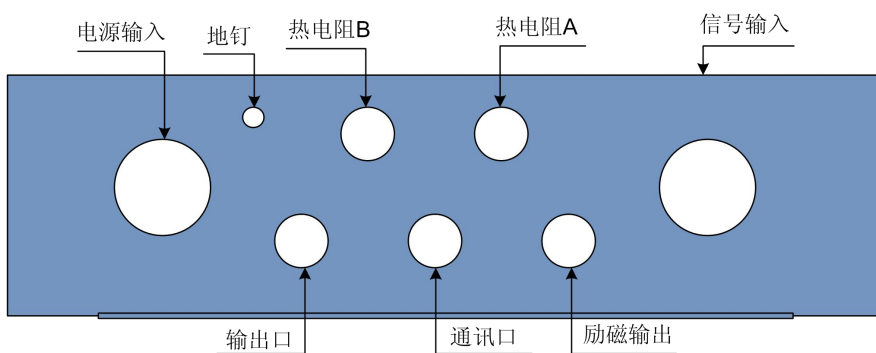 电源输入
地钉
热电阻B
热电阻A
信号输入
输出口
通讯口
励磁输出